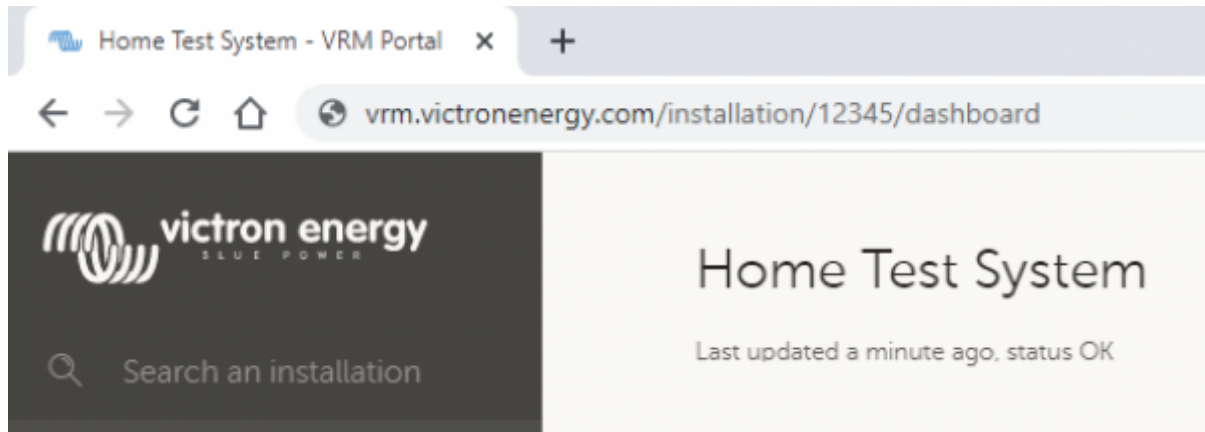 Home Test System - VRM Portal
vrm.victronenergy.com/installation/12345/dashboard
victron energy
BLUE POWER
Search an installation
Home Test System
Last updated a minute ago, status OK